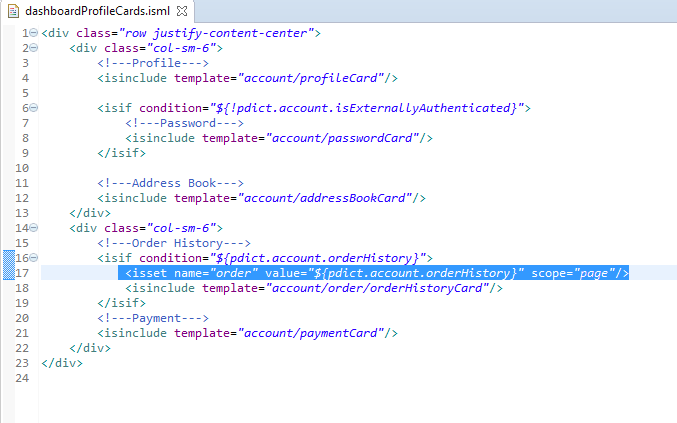 dashboardProfileCards.isml
1 <div class="row justify-content-center">
2 <div class="col-sm-6">
3 <!---Profile--->
4 <isinclude template="account/profileCard"/>
5
6 <isif condition="${!pdict.account.isExternallyAuthenticated}">
7 <!---Password--->
8 <isinclude template="account/passwordCard"/>
9 </isif>
10
11 <!---Address Book--->
12 <isinclude template="account/addressBookCard"/>
13 </div>
14 <div class="col-sm-6">
15 <!---Order History--->
16 <isif condition="${pdict.account.orderHistory}">
17 <isset name="order" value="${pdict.account.orderHistory}" scope="page"/>
18 <isinclude template="account/order/orderHistoryCard"/>
19 </isif>
20 <!---Payment--->
21 <isinclude template="account/paymentCard"/>
22 </div>
23 </div>
24